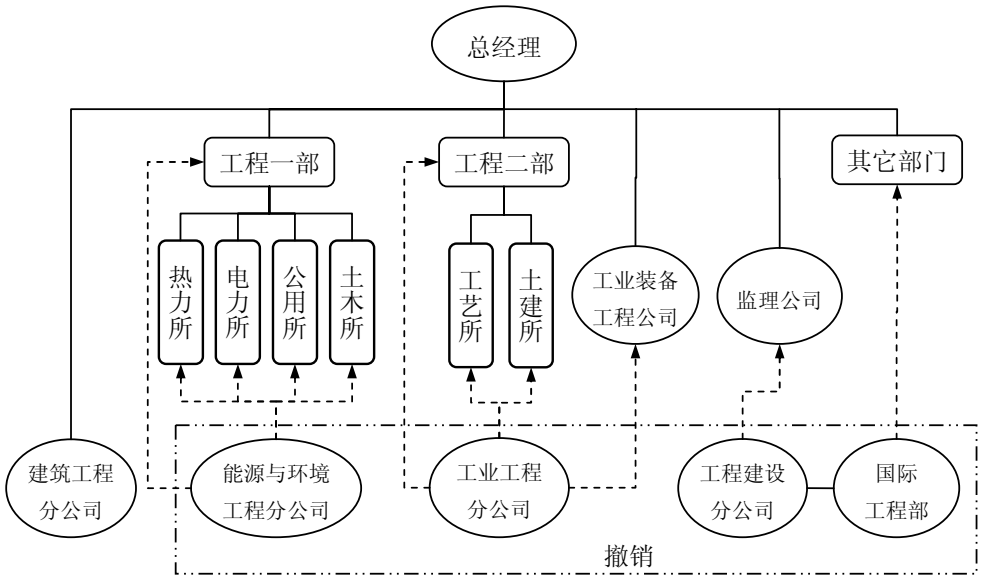 总经理
工程一部
工程二部
其它部门
热力所
电力所
公用所
土木所
工艺所
土建所
工业装备
工程公司
监理公司
建筑工程
分公司
能源与环境
工程分公司
工业工程
分公司
工程建设
分公司
国际
工程部
撤销